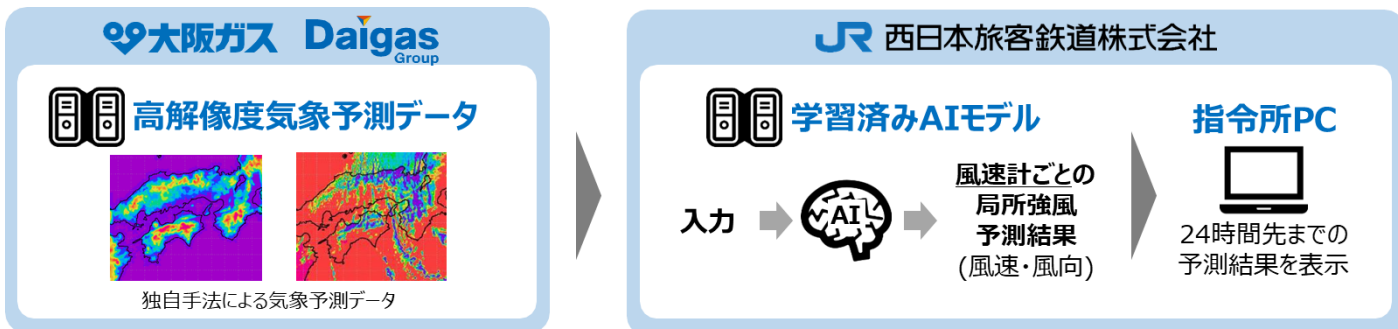 大阪ガス Daigas
Group
高解像度気象予測データ
独自手法による気象予測データ
JR 西日本旅客鉄道株式会社
学習済みAIモデル
入力
AI
風速計ごとの
局所強風
予測結果
(風速・風向)
指令所PC
24時間先までの
予測結果を表示